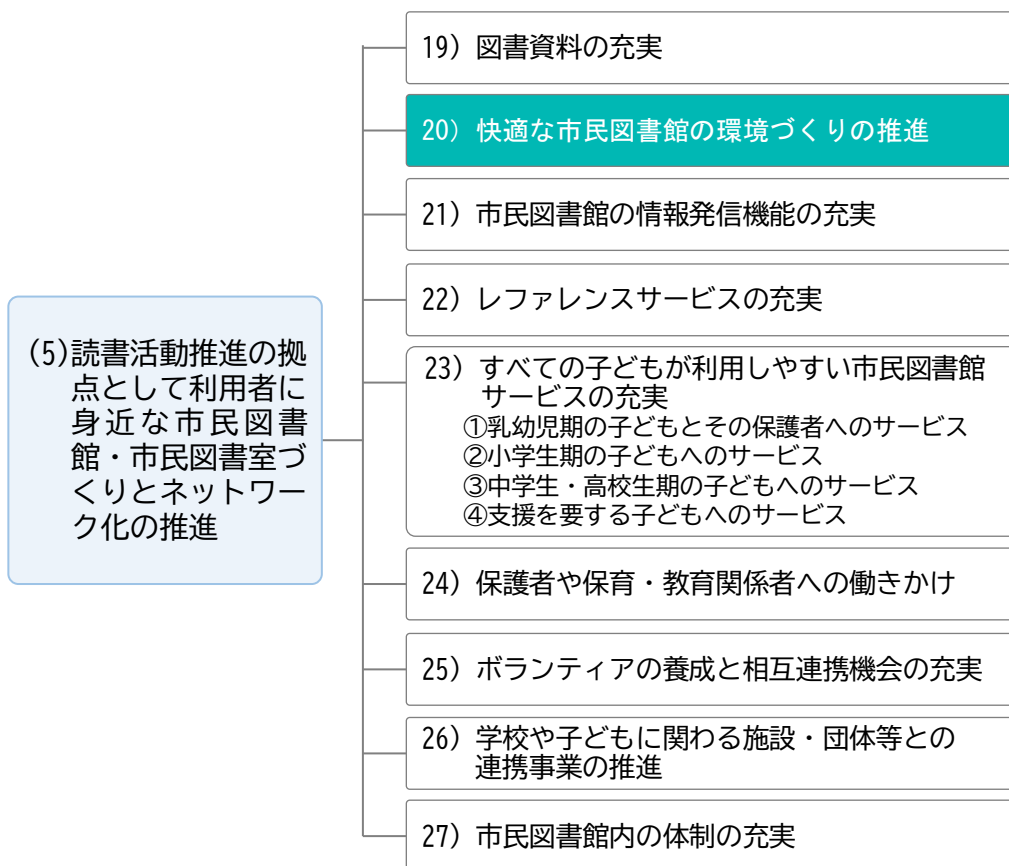 (5)読書活動推進の拠
点として利用者に
身近な市民図書
館・市民図書室づ
くりとネットワー
ク化の推進
19) 図書資料の充実
20) 快適な市民図書館の環境づくりの推進
21) 市民図書館の情報発信機能の充実
22) レファレンスサービスの充実
23) すべての子どもが利用しやすい市民図書館
サービスの充実
①乳幼児期の子どもとその保護者へのサービス
②小学生期の子どもへのサービス
③中学生・高校生期の子どもへのサービス
④支援を要する子どもへのサービス
24) 保護者や保育・教育関係者への働きかけ
25) ボランティアの養成と相互連携機会の充実
26) 学校や子どもに関わる施設・団体等との
連携事業の推進
27) 市民図書館内の体制の充実